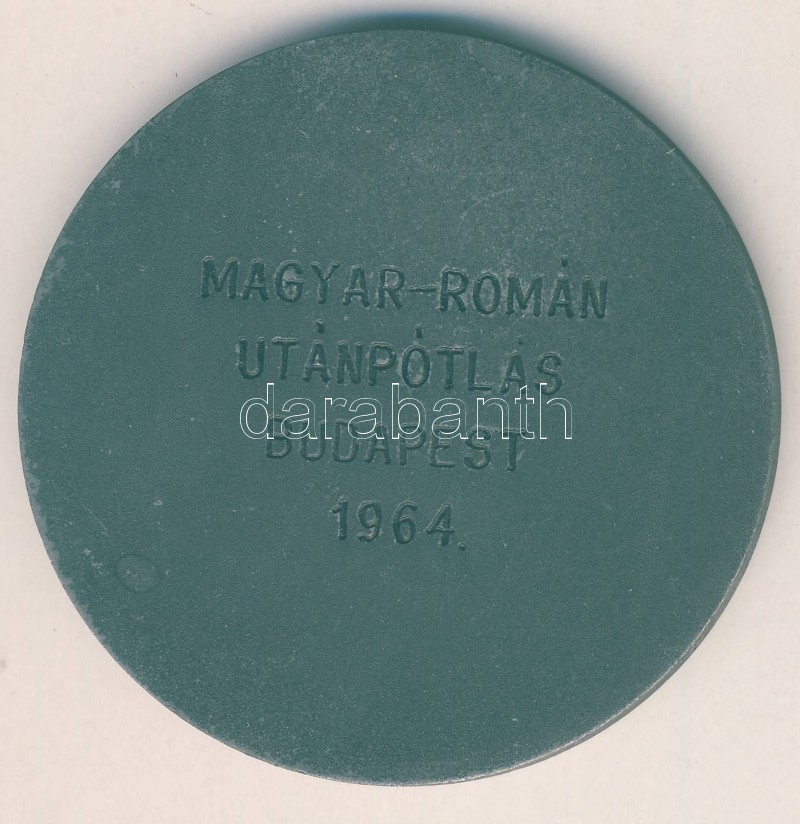 MAGYAR-ROMÁN
UTÁNPÓTLÁS
darabanth
BUDAPEST
1964.